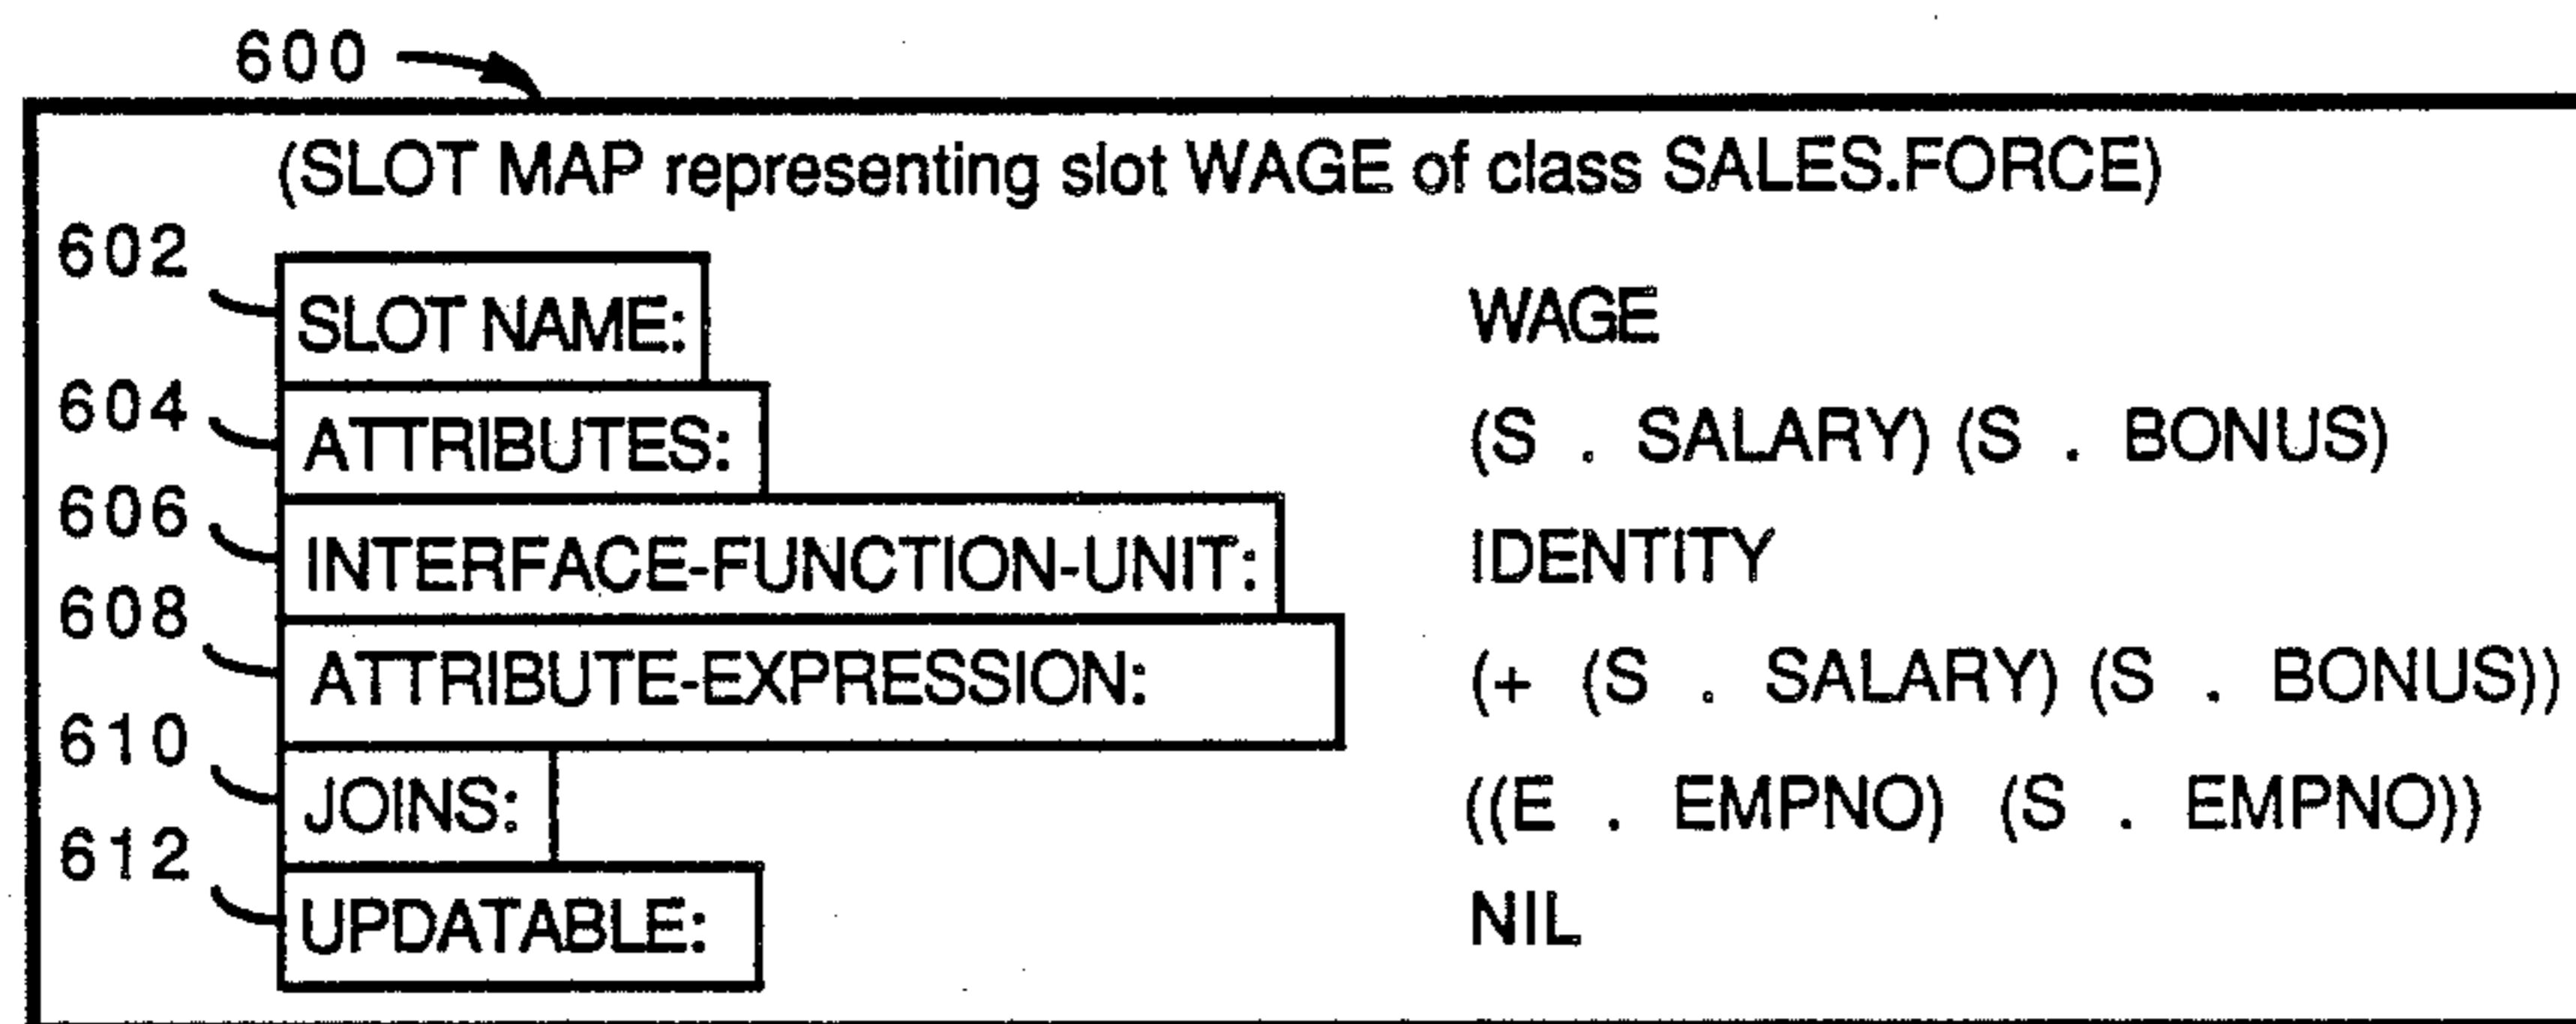 600
(SLOT MAP representing slot WAGE of class SALES.FORCE)
602 SLOT NAME: WAGE
604 ATTRIBUTES: (S . SALARY) (S . BONUS)
606 INTERFACE-FUNCTION-UNIT: IDENTITY
608 ATTRIBUTE-EXPRESSION: (+ (S . SALARY) (S . BONUS))
610 JOINS: ((E . EMPNO) (S . EMPNO))
612 UPDATABLE: NIL